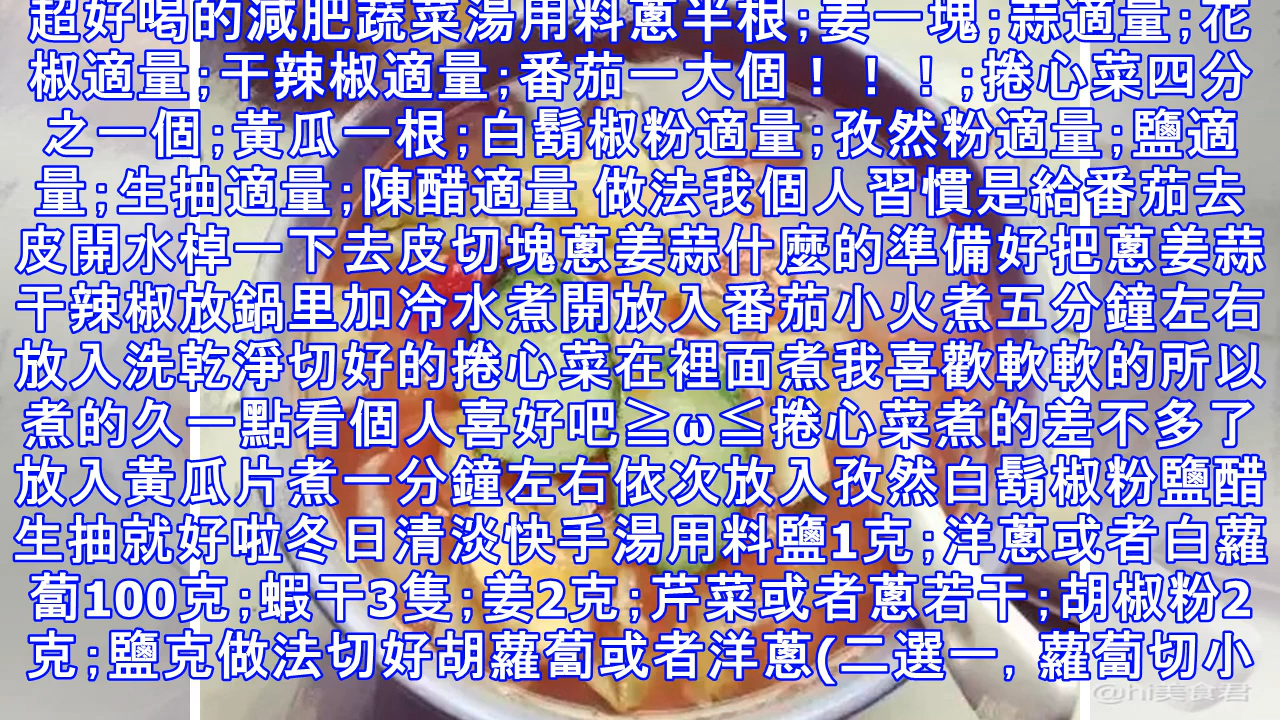 超好喝的減肥蔬菜湯用料蔥半根;姜一塊;蒜適量;花
椒適量;干辣椒適量;番茄一大個！！！;捲心菜四分
之一個;黃瓜一根;白鬍椒粉適量;孜然粉適量;鹽適
量;生抽適量;陳醋適量 做法我個人習慣是給番茄去
皮開水棹一下去皮切塊蔥姜蒜什麼的準備好把蔥姜蒜
干辣椒放鍋里加冷水煮開放入番茄小火煮五分鐘左右
放入洗乾淨切好的捲心菜在裡面煮我喜歡軟軟的所以
煮的久一點看個人喜好吧≧ω≦捲心菜煮的差不多了
放入黃瓜片煮一分鐘左右依次放入孜然白鬍椒粉鹽醋
生抽就好啦冬日清淡快手湯用料鹽1克;洋蔥或者白蘿
蔔100克;蝦干3隻;姜2克;芹菜或者蔥若干;胡椒粉2
克;鹽克做法切好胡蘿蔔或者洋蔥(二選一，蘿蔔切小
@hi美食君